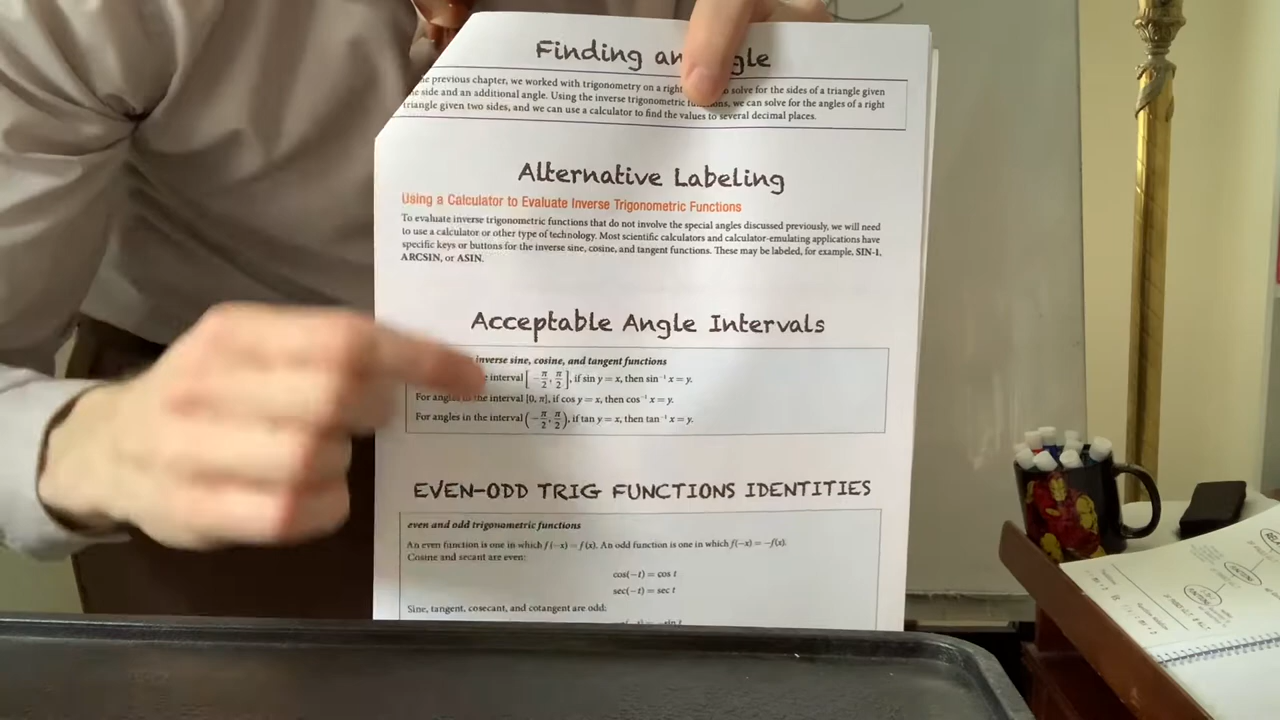 Finding an gle
previous chapter, we worked with trigonometry on a right solve for the sides of a triangle given
side and an additional angle. Using the inverse trigonometric we can solve for the angles of a right
triangle given two sides, and we can use a calculator to find the values to several decimal places.
Alternative Labeling
Using a Calculator to Evaluate Inverse Trigonometric Functions
To evaluate inverse trigonometric functions that do not involve the special angles discussed previously, we will need
to use a calculator or other type of technology. Most scientific calculators and calculator-emulating applications have
specific keys or buttons for the inverse sine, cosine, and tangent functions. These may be labeled, for example, SIN-1,
ARCSIN, or ASIN.
Acceptable Angle Intervals
inverse sine, cosine, and tangent functions
interval [−π/2, π/2], if sin y = x, then sin⁻¹ x = y.
For angles in the interval [0, π], if cos y = x, then cos⁻¹ x = y.
For angles in the interval (−π/2, π/2), if tan y = x, then tan⁻¹ x = y.
EVEN-ODD TRIG FUNCTIONS IDENTITIES
even and odd trigonometric functions
An even function is one in which f(−x) = f(x). An odd function is one in which f(−x) = −f(x).
Cosine and secant are even:
cos(−t) = cos t
sec(−t) = sec t
Sine, tangent, cosecant, and cotangent are odd: